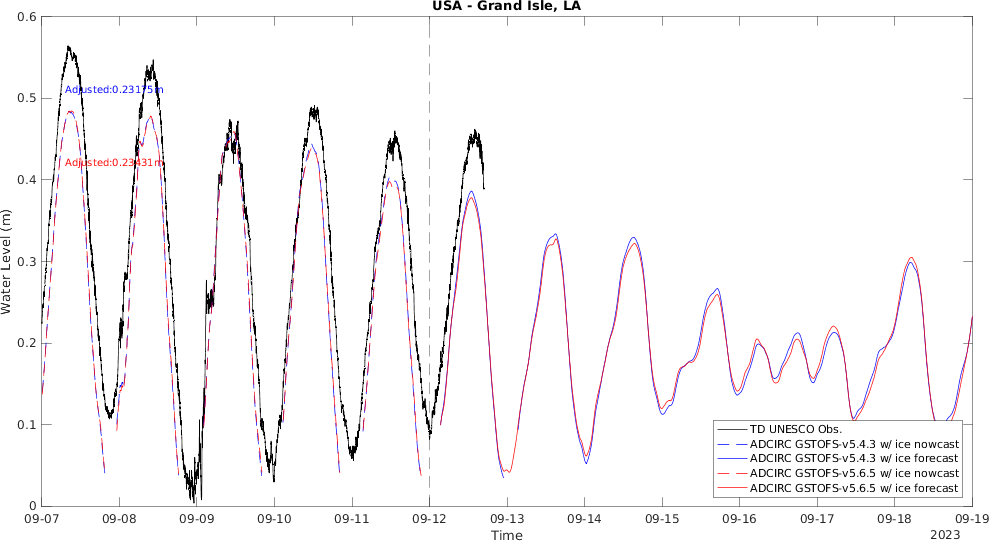 USA - Grand Isle, LA
0.6
0.5
0.4
0.3
0.2
0.1
0
Water Level (m)
Adjusted:0.23175m
Adjusted:0.23431m
TD UNESCO Obs.
ADCIRC GSTOFS-v5.4.3 w/ ice nowcast
ADCIRC GSTOFS-v5.4.3 w/ ice forecast
ADCIRC GSTOFS-v5.6.5 w/ ice nowcast
ADCIRC GSTOFS-v5.6.5 w/ ice forecast
09-07 09-08 09-09 09-10 09-11 09-12 09-13 09-14 09-15 09-16 09-17 09-18 09-19
Time
2023